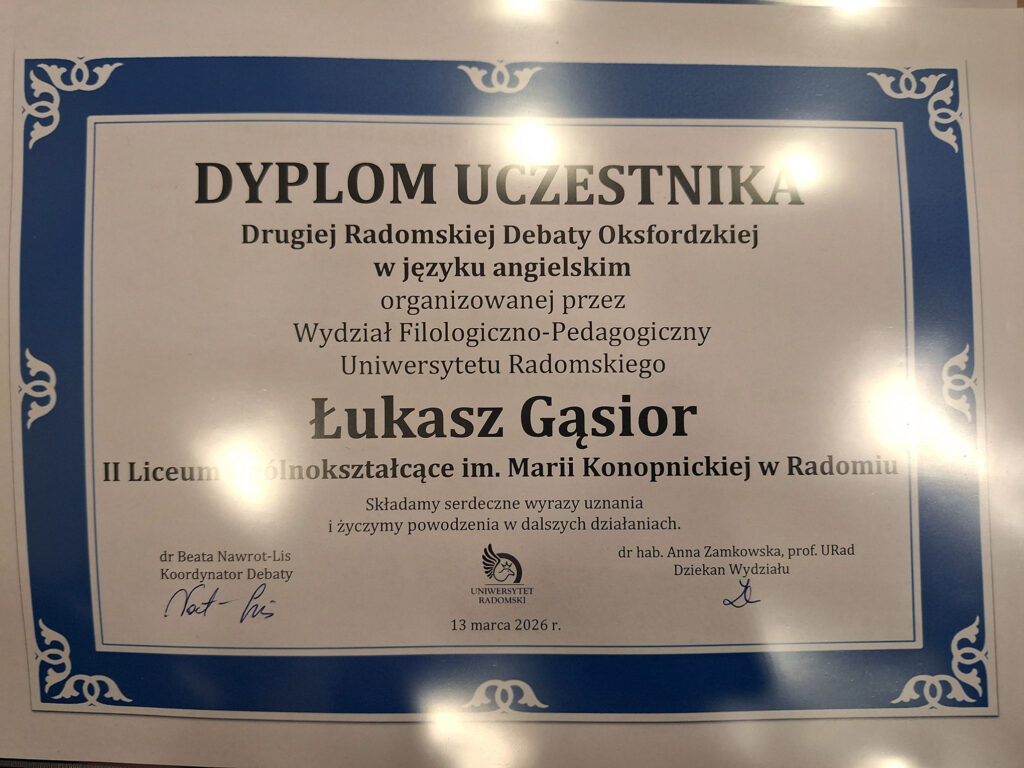 DYPLOM UCZESTNIKA
Drugiej Radomskiej Debaty Oksfordzkiej
w języku angielskim
organizowanej przez
Wydział Filologiczno-Pedagogiczny
Uniwersytetu Radomskiego
Łukasz Gąsior
II Liceum Ogólnokształcące im. Marii Konopnickiej w Radomiu
Składamy serdeczne wyrazy uznania
i życzymy powodzenia w dalszych działaniach.
dr Beata Nawrot-Lis
Koordynator Debaty
dr hab. Anna Zamkowska, prof. URad
Dziekan Wydziału
UNIWERSYTET
RADOMSKI
13 marca 2026 r.